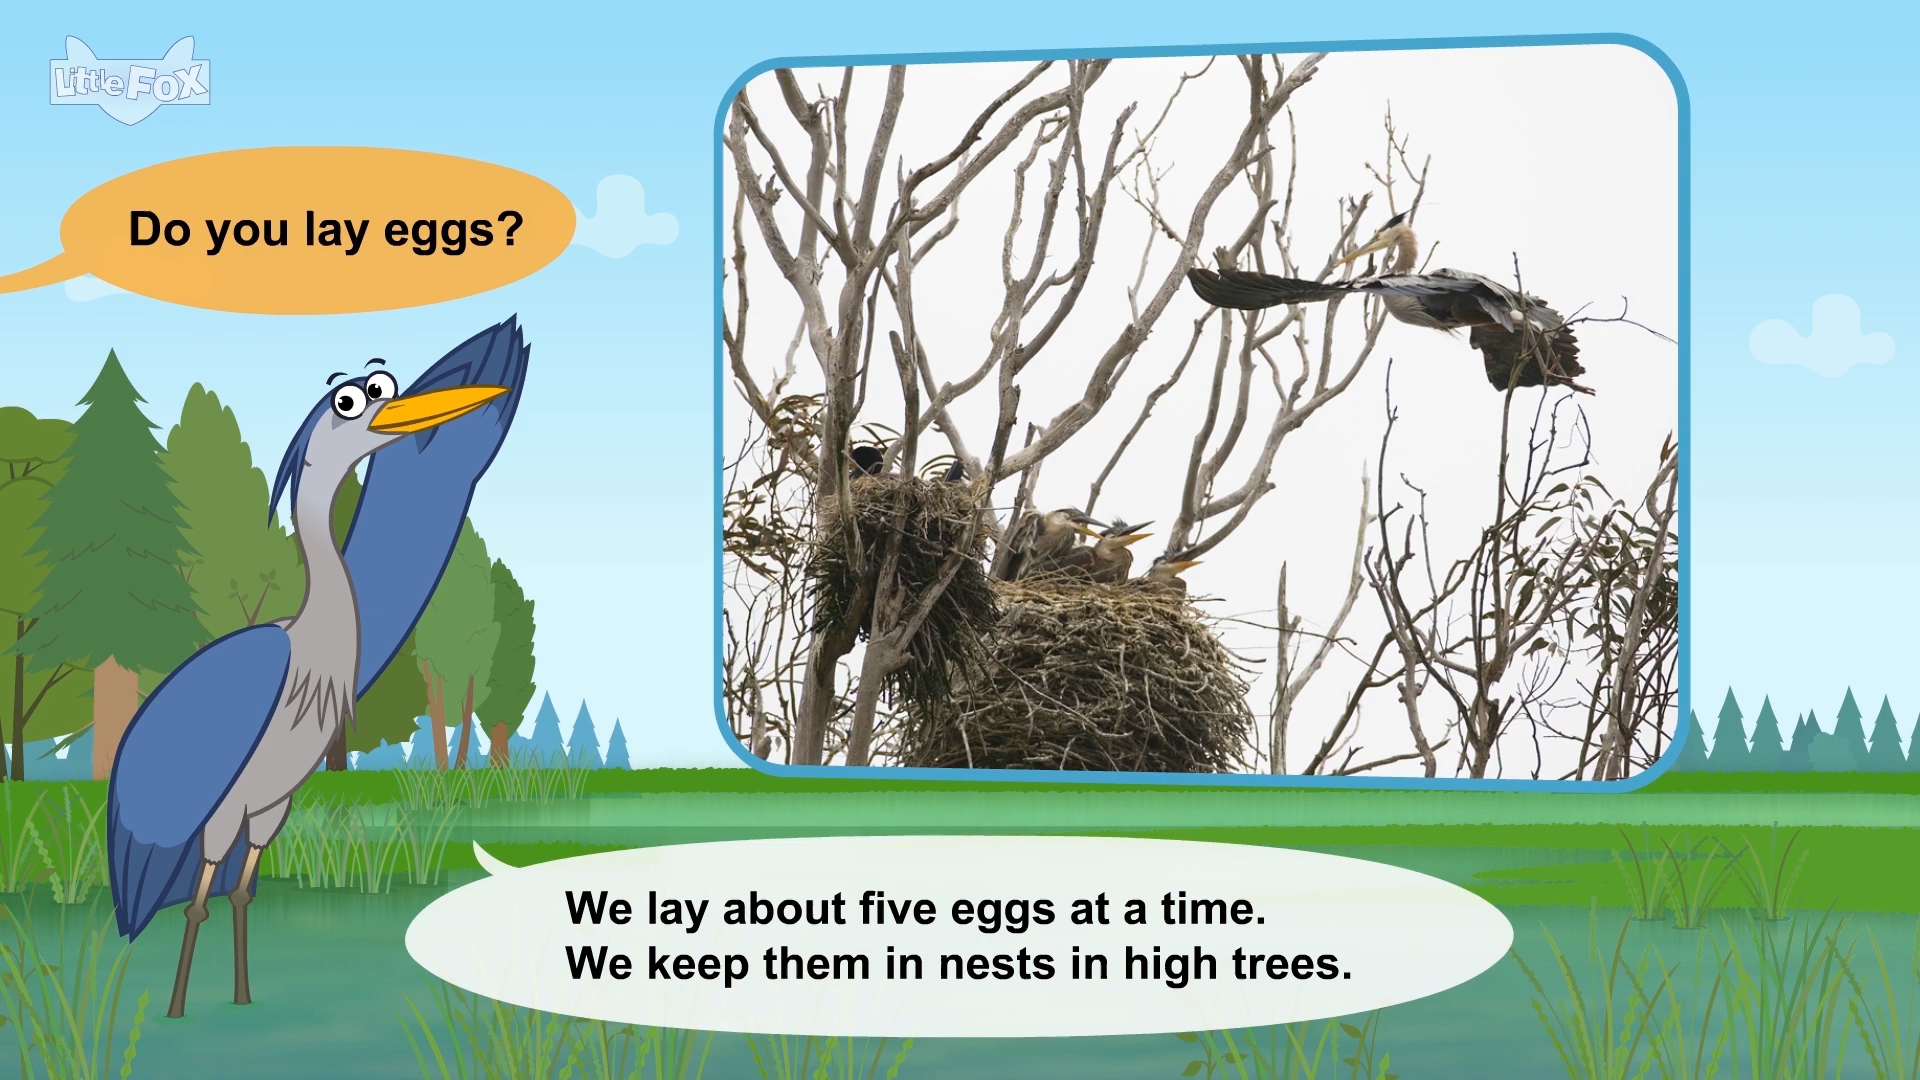 Little Fox
Do you lay eggs?
We lay about five eggs at a time.
We keep them in nests in high trees.